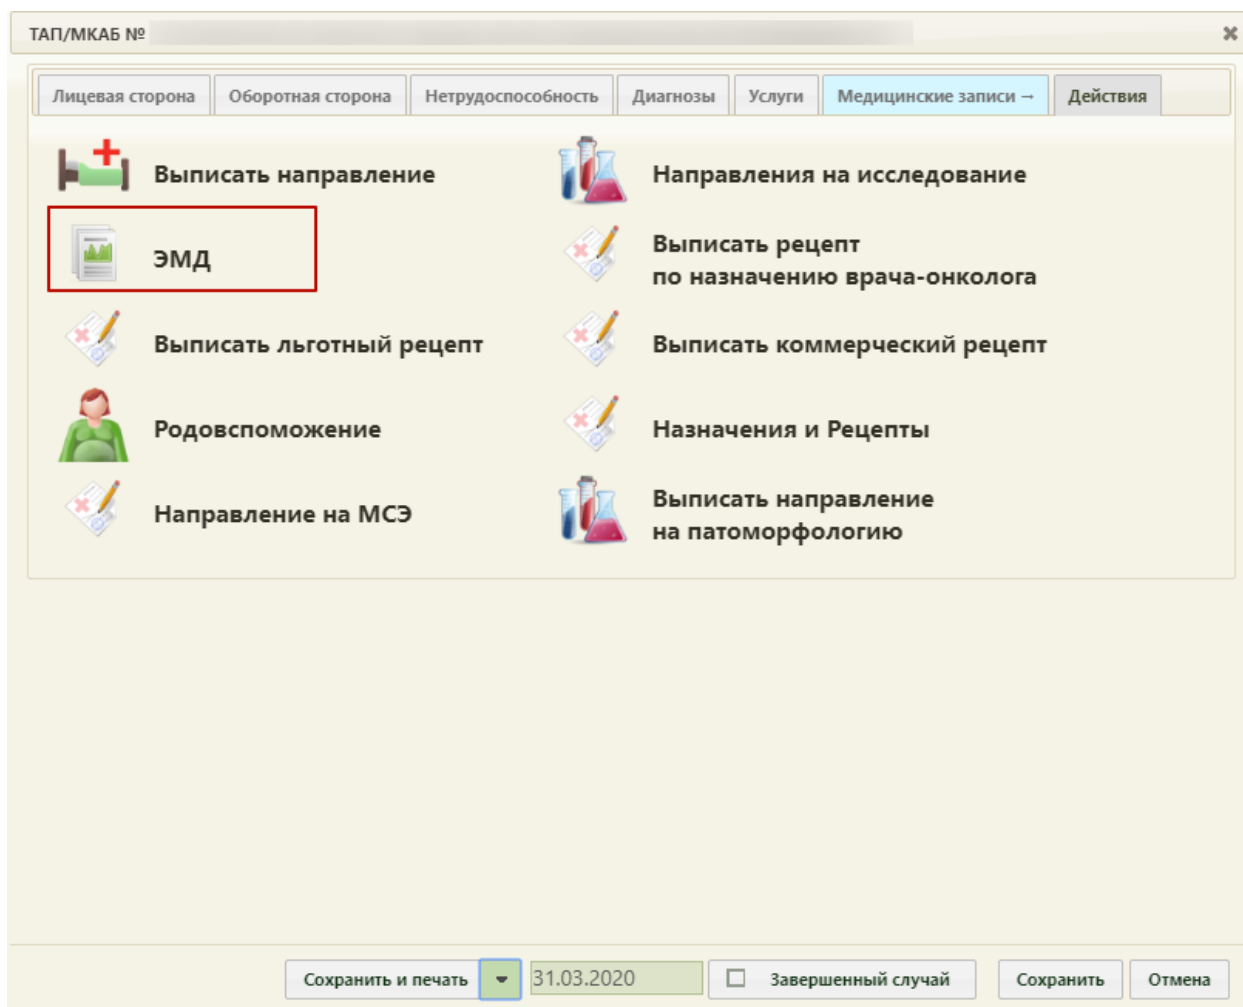 ТАП/МКАБ №
Лицевая сторона Оборотная сторона Нетрудоспособность Диагнозы Услуги Медицинские записи → Действия
Выписать направление
Направления на исследование
ЭМД
Выписать рецепт
по назначению врача-онколога
Выписать льготный рецепт
Выписать коммерческий рецепт
Родовспоможение
Назначения и Рецепты
Направление на МСЭ
Выписать направление
на патоморфологию
Сохранить и печать 31.03.2020 Завершенный случай Сохранить Отмена